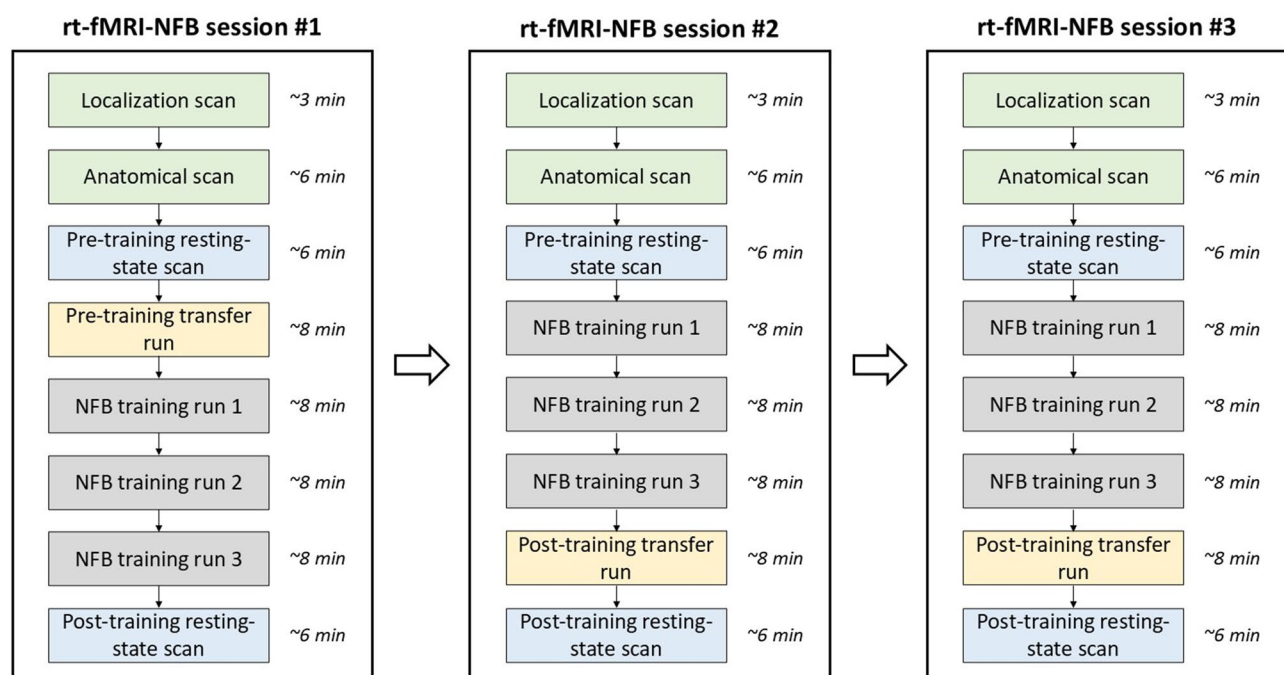 rt-fMRI-NFB session #1
Localization scan ~3 min
Anatomical scan ~6 min
Pre-training resting-
state scan ~6 min
Pre-training transfer
run ~8 min
NFB training run 1 ~8 min
NFB training run 2 ~8 min
NFB training run 3 ~8 min
Post-training resting-
state scan ~6 min
rt-fMRI-NFB session #2
Localization scan ~3 min
Anatomical scan ~6 min
Pre-training resting-
state scan ~6 min
NFB training run 1 ~8 min
NFB training run 2 ~8 min
NFB training run 3 ~8 min
Post-training transfer
run ~8 min
Post-training resting-
state scan ~6 min
rt-fMRI-NFB session #3
Localization scan ~3 min
Anatomical scan ~6 min
Pre-training resting-
state scan ~6 min
NFB training run 1 ~8 min
NFB training run 2 ~8 min
NFB training run 3 ~8 min
Post-training transfer
run ~8 min
Post-training resting-
state scan ~6 min